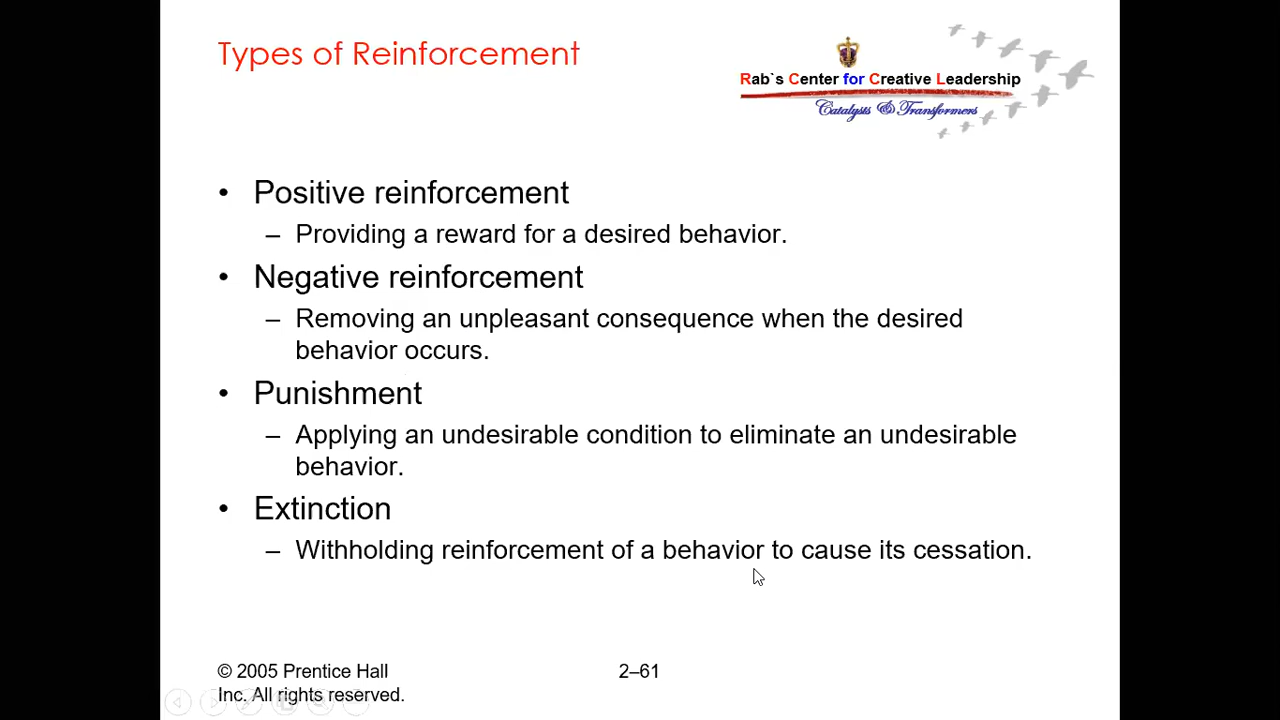 Types of Reinforcement
Rab`s Center for Creative Leadership
Catalysts & Transformers
• Positive reinforcement
– Providing a reward for a desired behavior.
• Negative reinforcement
– Removing an unpleasant consequence when the desired
behavior occurs.
• Punishment
– Applying an undesirable condition to eliminate an undesirable
behavior.
• Extinction
– Withholding reinforcement of a behavior to cause its cessation.
© 2005 Prentice Hall
Inc. All rights reserved.
2–61